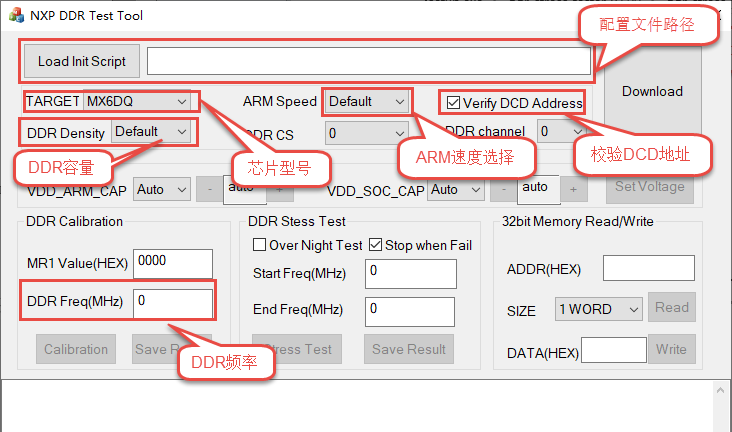 NXP DDR Test Tool
配置文件路径
Load Init Script
Download
TARGET MX6DQ
ARM Speed Default
Verify DCD Address
DDR Density Default
DDR CS 0
DDR channel 0
DDR容量
芯片型号
ARM速度选择
校验DCD地址
VDD_ARM_CAP Auto - auto +
VDD_SOC_CAP Auto - auto +
Set Voltage
DDR Calibration
MR1 Value(HEX) 0000
DDR Freq(MHz) 0
Calibration
DDR频率
DDR Stess Test
Over Night Test Stop when Fail
Start Freq(MHz) 0
End Freq(MHz) 0
Stress Test Save Result
32bit Memory Read/Write
ADDR(HEX)
SIZE 1 WORD Read
DATA(HEX) Write